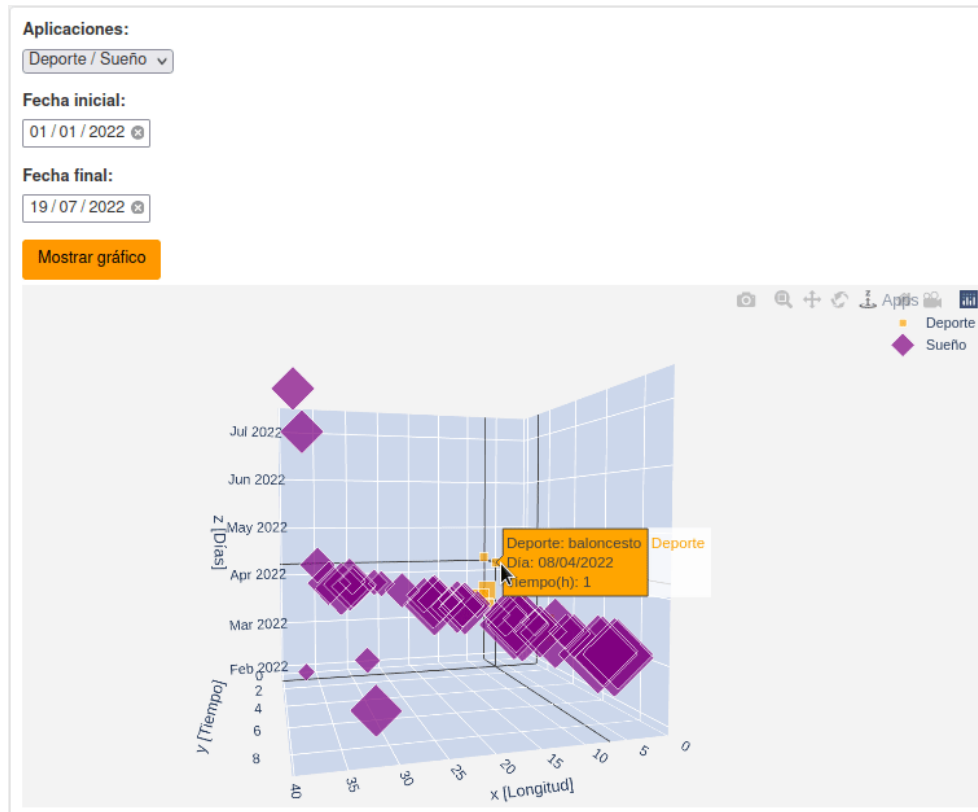 Aplicaciones:
Deporte / Sueño
Fecha inicial:
01 / 01 / 2022
Fecha final:
19 / 07 / 2022
Mostrar gráfico
Apps
Deporte
Sueño
Jul 2022
Jun 2022
May 2022
Apr 2022
Mar 2022
Feb 2022
z [Días]
Deporte: baloncesto
Día: 08/04/2022
Tiempo(h): 1
Deporte
0
2
4
6
8
y [Tiempo]
40
35
30
25
20
15
10
5
0
x [Longitud]